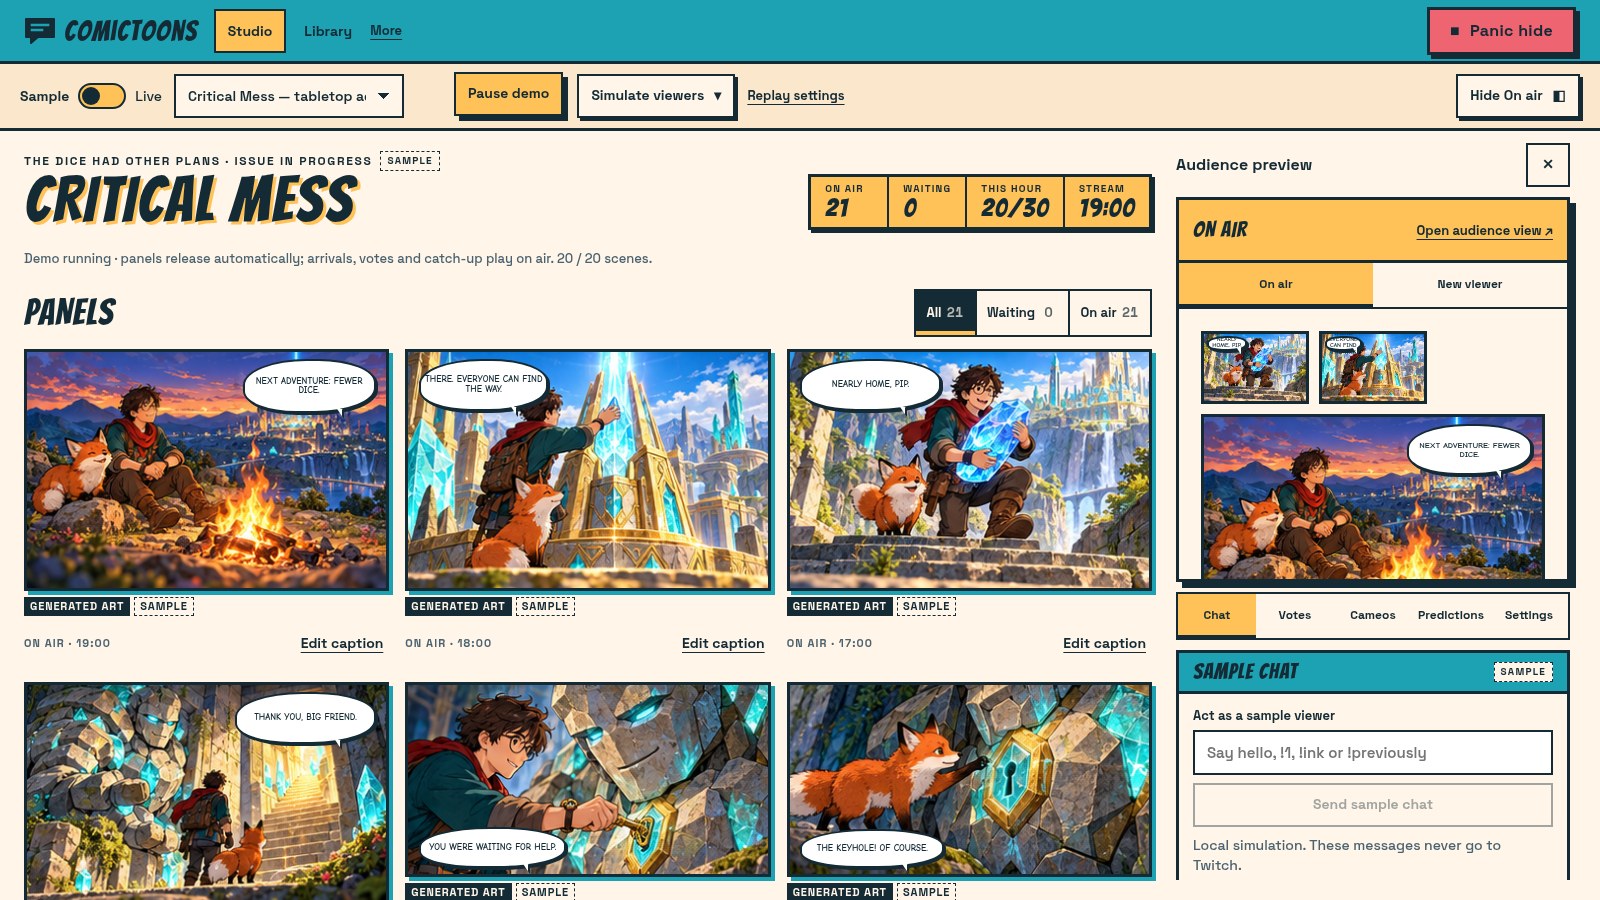 COMICTOONS
Studio
Library
More
Panic hide
Sample
Live
Critical Mess — tabletop a
Pause demo
Simulate viewers
Replay settings
Hide On air
THE DICE HAD OTHER PLANS · ISSUE IN PROGRESS
SAMPLE
CRITICAL MESS
ON AIR
21
WAITING
0
THIS HOUR
20/30
STREAM
19:00
Demo running · panels release automatically; arrivals, votes and catch-up play on air. 20 / 20 scenes.
PANELS
All 21
Waiting 0
On air 21
NEXT ADVENTURE: FEWER
DICE.
THERE. EVERYONE CAN FIND
THE WAY.
NEARLY HOME, PIP.
GENERATED ART
SAMPLE
GENERATED ART
SAMPLE
GENERATED ART
SAMPLE
ON AIR · 19:00
Edit caption
ON AIR · 18:00
Edit caption
ON AIR · 17:00
Edit caption
THANK YOU, BIG FRIEND.
YOU WERE WAITING FOR HELP.
THE KEYHOLE! OF COURSE.
GENERATED ART
SAMPLE
GENERATED ART
SAMPLE
Audience preview
×
ON AIR
Open audience view ↗
On air
New viewer
NEARLY
HOME, PIP.
EVERYONE
CAN FIND
NEXT ADVENTURE: FEWER
DICE.
Chat
Votes
Cameos
Predictions
Settings
SAMPLE CHAT
SAMPLE
Act as a sample viewer
Say hello, !1, !link or !previously
Send sample chat
Local simulation. These messages never go to
Twitch.